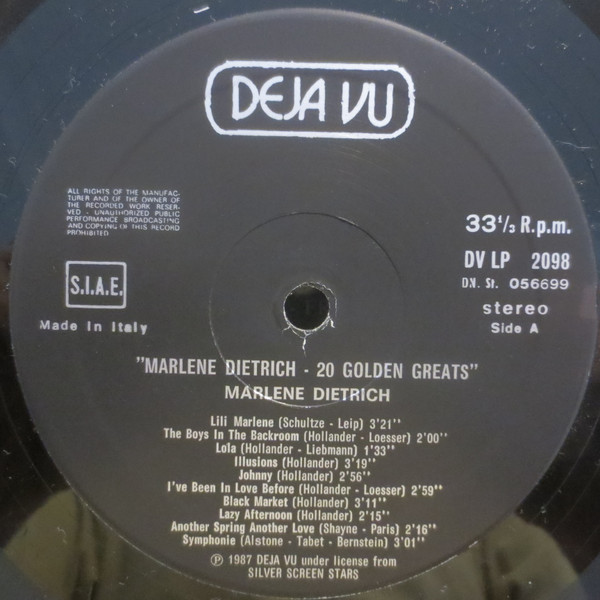 DEJA VU
ALL RIGHTS OF THE MANUFAC-
TURER AND OF THE OWNER OF
THE RECORDED WORK RESER-
VED - UNAUTHORIZED PUBLIC
PERFORMANCE BROADCASTING
AND COPYING OF THIS RECORD
PROHIBITED
S.I.A.E.
Made In Italy
33 1/3 R.p.m.
DV LP 2098
DN. St. 056699
stereo
Side A
"MARLENE DIETRICH - 20 GOLDEN GREATS"
MARLENE DIETRICH
Lili Marlene (Schultze - Leip) 3'21''
The Boys In The Backroom (Hollander - Loesser) 2'00''
Lola (Hollander - Liebmann) 1'33''
Illusions (Hollander) 3'19''
Johnny (Hollander) 2'56''
I've Been In Love Before (Hollander - Loesser) 2'59''
Black Market (Hollander) 3'11''
Lazy Afternoon (Hollander) 2'15''
Another Spring Another Love (Shayne - Paris) 2'16''
Symphonie (Alstone - Tabet - Bernstein) 3'01''
Ⓟ 1987 DEJA VU under license from
SILVER SCREEN STARS